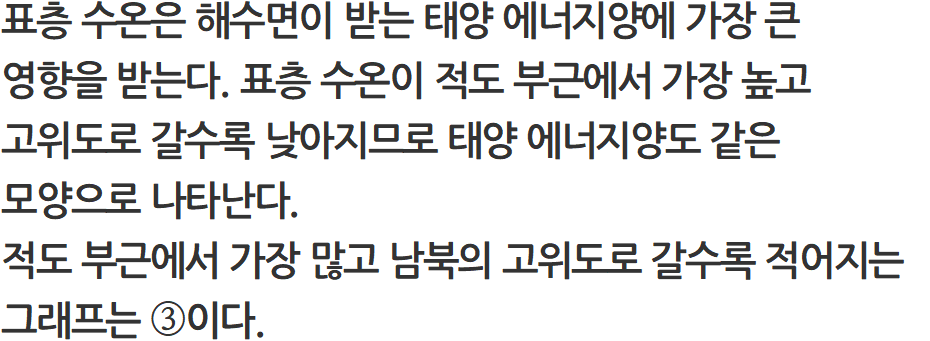 표층 수온은 해수면이 받는 태양 에너지양에 가장 큰
영향을 받는다. 표층 수온이 적도 부근에서 가장 높고
고위도로 갈수록 낮아지므로 태양 에너지양도 같은
모양으로 나타난다.
적도 부근에서 가장 많고 남북의 고위도로 갈수록 적어지는
그래프는 ③이다.